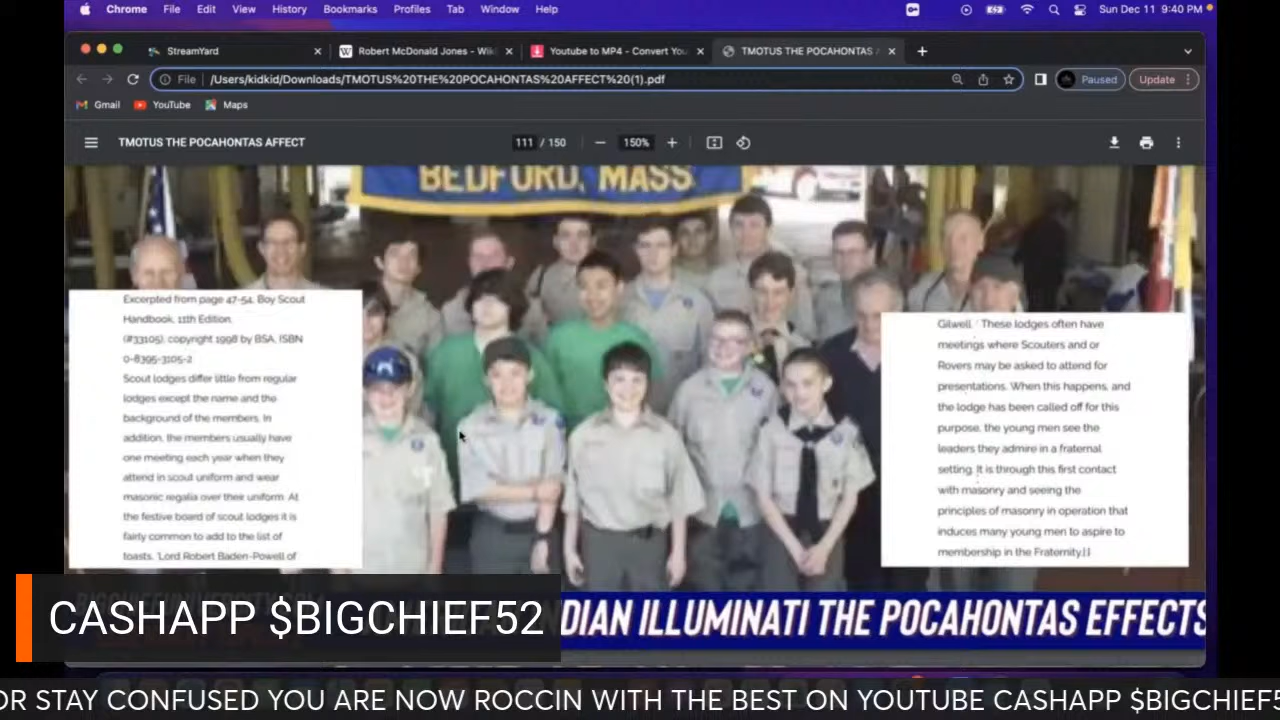 Chrome File Edit View History Bookmarks Profiles Tab Window Help Sun Dec 11 9:40 PM
StreamYard
Robert McDonald Jones - Wiki
Youtube to MP4 - Convert You
TMOTUS THE POCAHONTAS
File /Users/kidkid/Downloads/TMOTUS%20THE%20POCAHONTAS%20AFFECT%20(1).pdf
Paused
Update
Gmail YouTube Maps
TMOTUS THE POCAHONTAS AFFECT
111 / 150
150%
BEDFORD, MASS.
Excerpted from page 47-54, Boy Scout
Handbook, 11th Edition.
(#33105), copyright 1998 by BSA, ISBN
0-8395-3105-2
Scout lodges differ little from regular
lodges except the name and the
background of the members. In
addition, the members usually have
one meeting each year when they
attend in scout uniform and wear
masonic regalia over their uniform. At
the festive board of scout lodges it is
fairly common to add to the list of
toasts, 'Lord Robert Baden-Powell of
Gilwell.' These lodges often have
meetings where Scouters and or
Rovers may be asked to attend for
presentations. When this happens, and
the lodge has been called off for this
purpose, the young men see the
leaders they admire in a fraternal
setting. It is through this first contact
with masonry and seeing the
principles of masonry in operation that
induces many young men to aspire to
membership in the Fraternity.[.]
CASHAPP $BIGCHIEF52
NDIAN ILLUMINATI THE POCAHONTAS EFFECTS
OR STAY CONFUSED YOU ARE NOW ROCCIN WITH THE BEST ON YOUTUBE CASHAPP $BIGCHIEF5